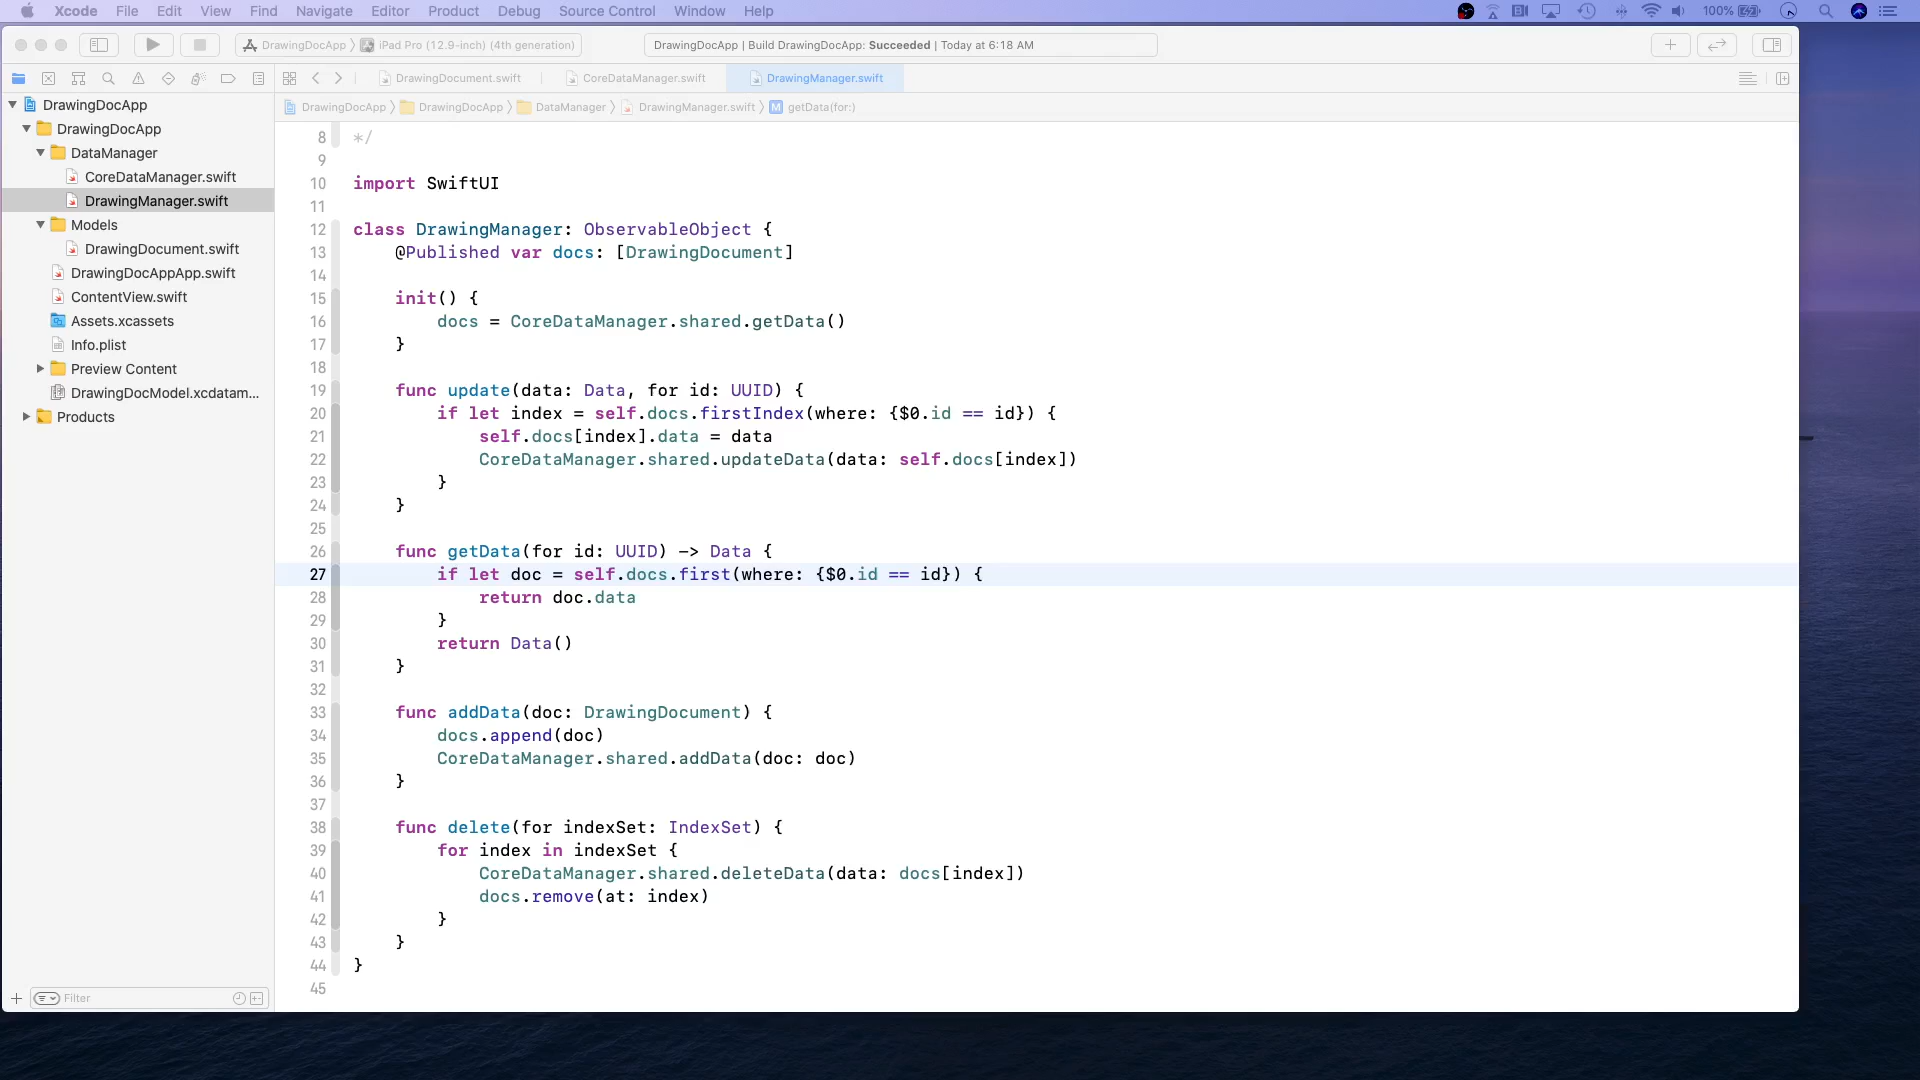 Xcode File Edit View Find Navigate Editor Product Debug Source Control Window Help 100%
DrawingDocApp iPad Pro (12.9-inch) (4th generation) DrawingDocApp | Build DrawingDocApp: Succeeded | Today at 6:18 AM
DrawingDocument.swift CoreDataManager.swift DrawingManager.swift
DrawingDocApp DrawingDocApp DataManager DrawingManager.swift M getData(for:)
DrawingDocApp
DrawingDocApp
DataManager
CoreDataManager.swift
DrawingManager.swift
Models
DrawingDocument.swift
DrawingDocAppApp.swift
ContentView.swift
Assets.xcassets
Info.plist
Preview Content
DrawingDocModel.xcdatam...
Products
Filter
8 */
9
10 import SwiftUI
11
12 class DrawingManager: ObservableObject {
13 @Published var docs: [DrawingDocument]
14
15 init() {
16 docs = CoreDataManager.shared.getData()
17 }
18
19 func update(data: Data, for id: UUID) {
20 if let index = self.docs.firstIndex(where: {$0.id == id}) {
21 self.docs[index].data = data
22 CoreDataManager.shared.updateData(data: self.docs[index])
23 }
24 }
25
26 func getData(for id: UUID) -> Data {
27 if let doc = self.docs.first(where: {$0.id == id}) {
28 return doc.data
29 }
30 return Data()
31 }
32
33 func addData(doc: DrawingDocument) {
34 docs.append(doc)
35 CoreDataManager.shared.addData(doc: doc)
36 }
37
38 func delete(for indexSet: IndexSet) {
39 for index in indexSet {
40 CoreDataManager.shared.deleteData(data: docs[index])
41 docs.remove(at: index)
42 }
43 }
44 }
45